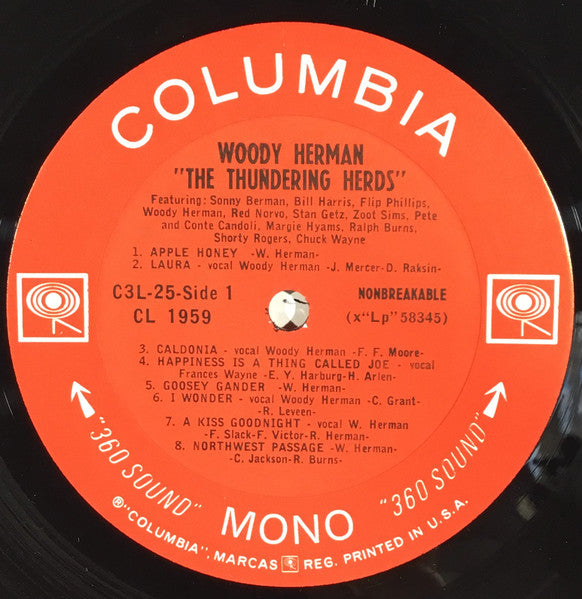 COLUMBIA
WOODY HERMAN
"THE THUNDERING HERDS"
Featuring: Sonny Berman, Bill Harris, Flip Phillips,
Woody Herman, Red Norvo, Stan Getz, Zoot Sims, Pete
and Conte Candoli, Margie Hyams, Ralph Burns,
Shorty Rogers, Chuck Wayne
1. APPLE HONEY -W. Herman-
2. LAURA - vocal Woody Herman -J. Mercer-D. Raksin-
C3L-25-Side 1
CL 1959
NONBREAKABLE
(x"Lp"58345)
3. CALDONIA - vocal Woody Herman -F. F. Moore-
4. HAPPINESS IS A THING CALLED JOE - vocal
Frances Wayne -E. Y. Harburg-H. Arlen-
5. GOOSEY GANDER -W. Herman-
6. I WONDER - vocal Woody Herman -C. Grant-
-R. Leveen-
7. A KISS GOODNIGHT -vocal W. Herman
-F. Slack-F. Victor-R. Herman-
8. NORTHWEST PASSAGE -W. Herman-
-C. Jackson-R. Burns-
"360 SOUND"
MONO
"360 SOUND"
®"COLUMBIA", MARCAS REG. PRINTED IN U.S.A.